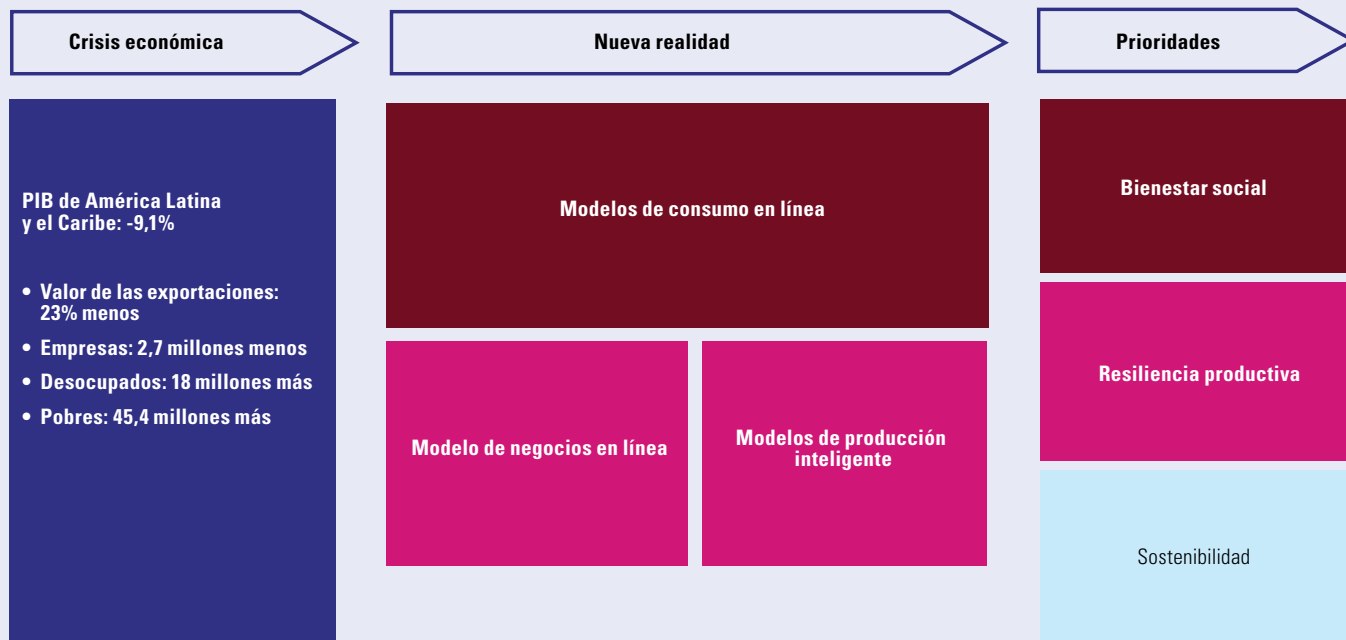 Crisis económica
Nueva realidad
Prioridades
PIB de América Latina
y el Caribe: -9,1%
• Valor de las exportaciones:
23% menos
• Empresas: 2,7 millones menos
• Desocupados: 18 millones más
• Pobres: 45,4 millones más
Modelos de consumo en línea
Modelo de negocios en línea
Modelos de producción
inteligente
Bienestar social
Resiliencia productiva
Sostenibilidad